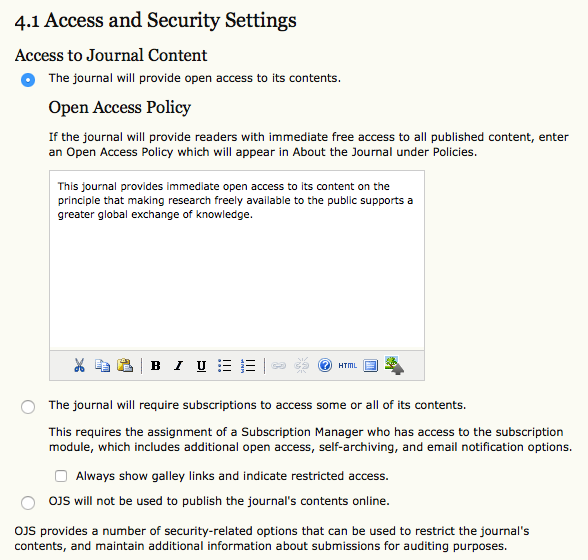 4.1 Access and Security Settings
Access to Journal Content
The journal will provide open access to its contents.
Open Access Policy
If the journal will provide readers with immediate free access to all published content, enter
an Open Access Policy which will appear in About the Journal under Policies.
This journal provides immediate open access to its content on the
principle that making research freely available to the public supports a
greater global exchange of knowledge.
B I U HTML
The journal will require subscriptions to access some or all of its contents.
This requires the assignment of a Subscription Manager who has access to the subscription
module, which includes additional open access, self-archiving, and email notification options.
Always show galley links and indicate restricted access.
OJS will not be used to publish the journal's contents online.
OJS provides a number of security-related options that can be used to restrict the journal's
contents, and maintain additional information about submissions for auditing purposes.